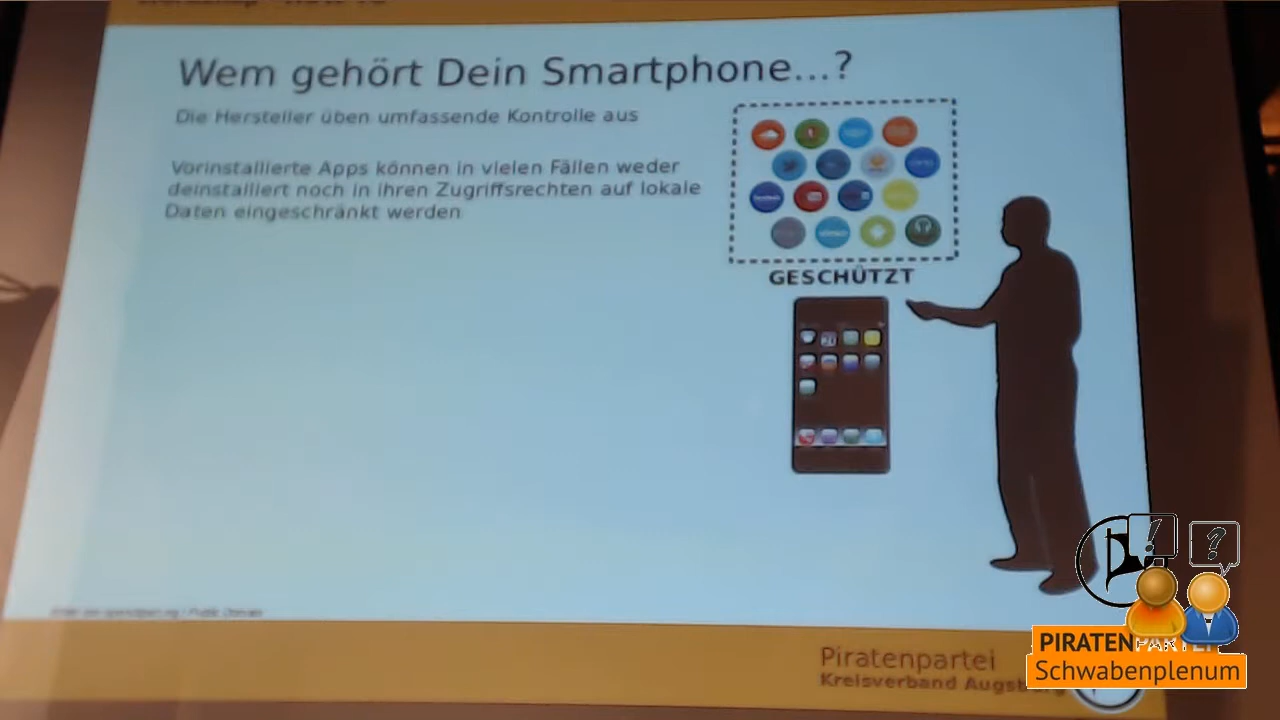 Wem gehört Dein Smartphone...?
Die Hersteller üben umfassende Kontrolle aus
Vorinstallierte Apps können in vielen Fällen weder
deinstalliert noch in ihren Zugriffsrechten auf lokale
Daten eingeschränkt werden
GESCHÜTZT
Piratenpartei
Kreisverband Augsburg
PIRATENPARTEI
Schwabenplenum